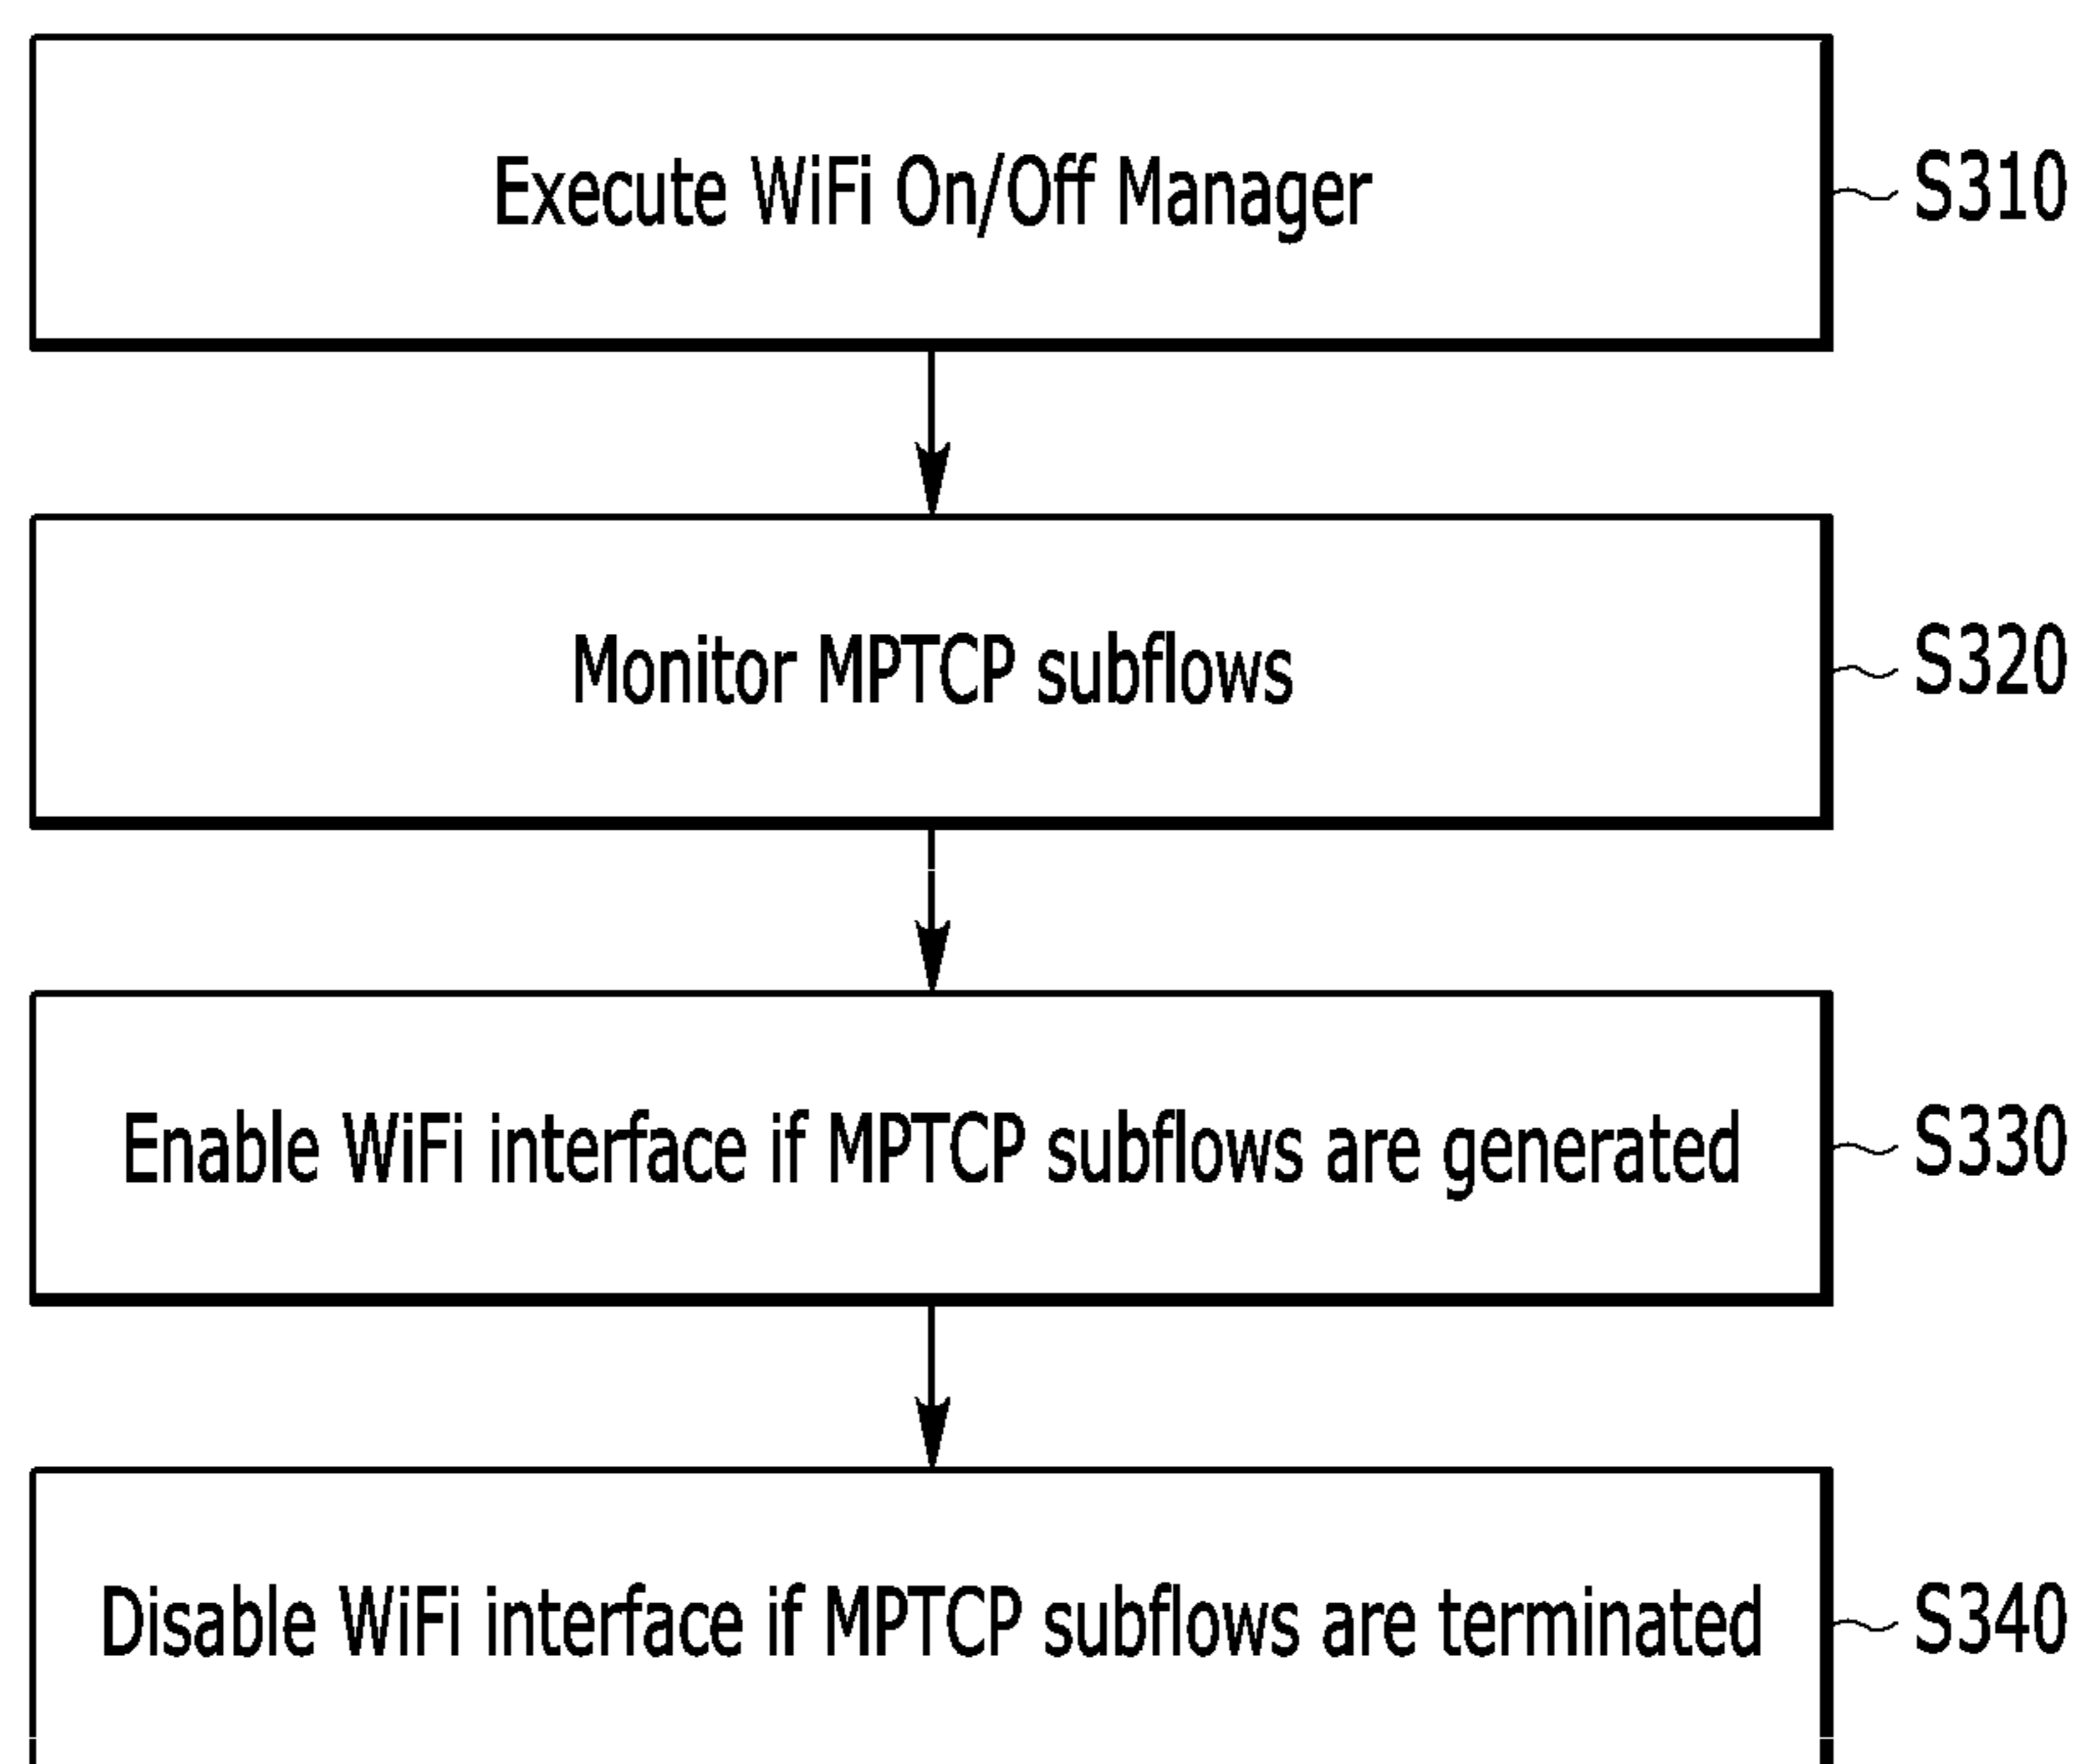 Execute WiFi On/Off Manager
S310
Monitor MPTCP subflows
S320
Enable WiFi interface if MPTCP subflows are generated
S330
Disable WiFi interface if MPTCP subflows are terminated
S340